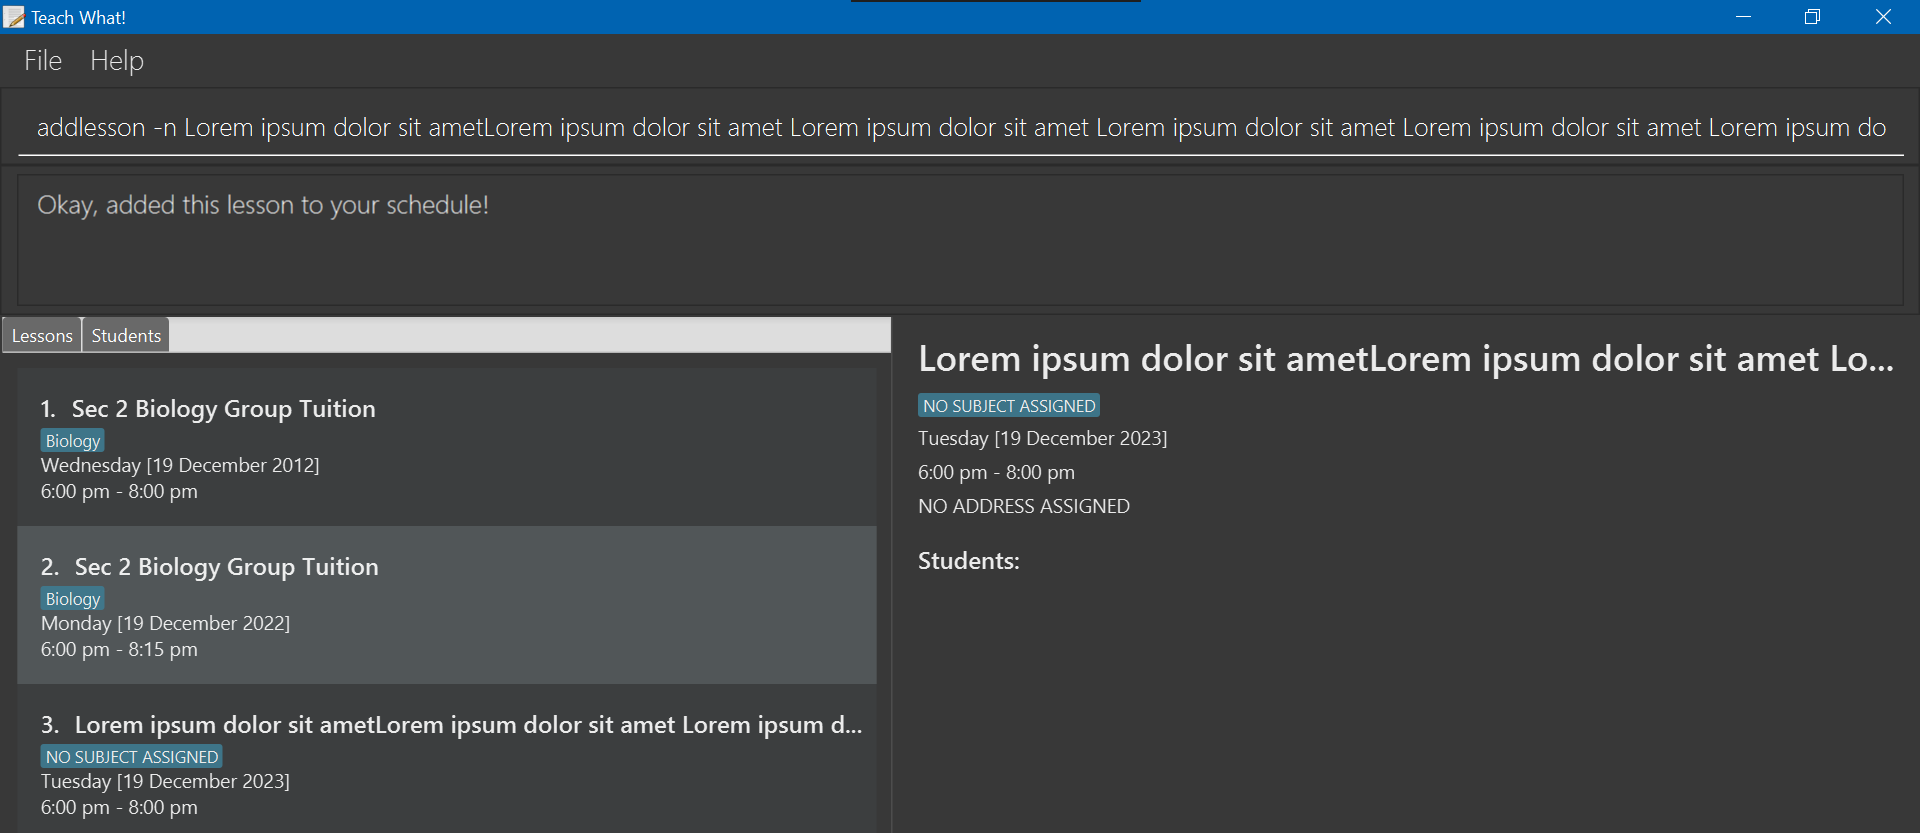 Teach What!
File Help
addlesson -n Lorem ipsum dolor sit ametLorem ipsum dolor sit amet Lorem ipsum dolor sit amet Lorem ipsum dolor sit amet Lorem ipsum dolor sit amet Lorem ipsum do
Okay, added this lesson to your schedule!
Lessons Students
1. Sec 2 Biology Group Tuition
Biology
Wednesday [19 December 2012]
6:00 pm - 8:00 pm
2. Sec 2 Biology Group Tuition
Biology
Monday [19 December 2022]
6:00 pm - 8:15 pm
3. Lorem ipsum dolor sit ametLorem ipsum dolor sit amet Lorem ipsum d...
NO SUBJECT ASSIGNED
Tuesday [19 December 2023]
6:00 pm - 8:00 pm
Lorem ipsum dolor sit ametLorem ipsum dolor sit amet Lo...
NO SUBJECT ASSIGNED
Tuesday [19 December 2023]
6:00 pm - 8:00 pm
NO ADDRESS ASSIGNED
Students: